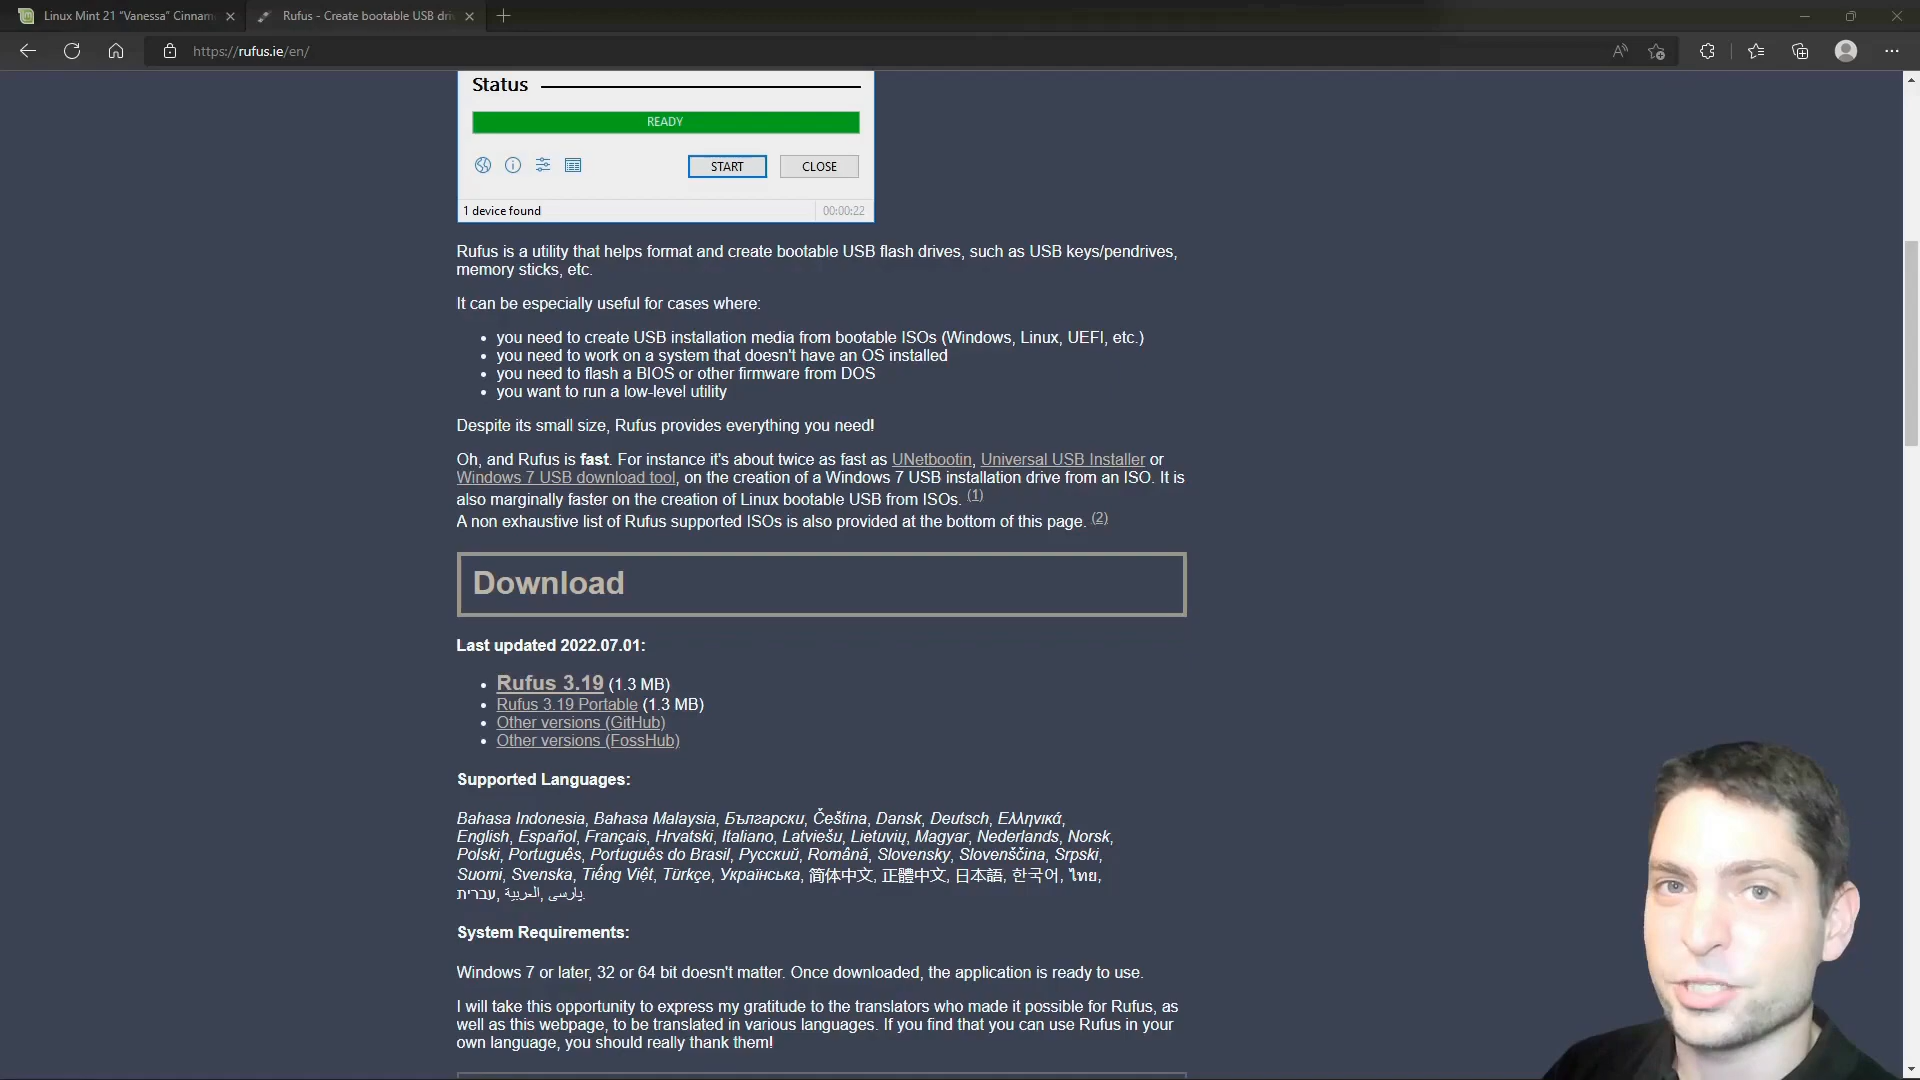 Linux Mint 21 “Vanessa” Cinnam
Rufus - Create bootable USB dri
https://rufus.ie/en/
Status
READY
START
CLOSE
1 device found
00:00:22
Rufus is a utility that helps format and create bootable USB flash drives, such as USB keys/pendrives,
memory sticks, etc.
It can be especially useful for cases where:
• you need to create USB installation media from bootable ISOs (Windows, Linux, UEFI, etc.)
• you need to work on a system that doesn't have an OS installed
• you need to flash a BIOS or other firmware from DOS
• you want to run a low-level utility
Despite its small size, Rufus provides everything you need!
Oh, and Rufus is fast. For instance it's about twice as fast as UNetbootin, Universal USB Installer or
Windows 7 USB download tool, on the creation of a Windows 7 USB installation drive from an ISO. It is
also marginally faster on the creation of Linux bootable USB from ISOs. (1)
A non exhaustive list of Rufus supported ISOs is also provided at the bottom of this page. (2)
Download
Last updated 2022.07.01:
• Rufus 3.19 (1.3 MB)
• Rufus 3.19 Portable (1.3 MB)
• Other versions (GitHub)
• Other versions (FossHub)
Supported Languages:
Bahasa Indonesia, Bahasa Malaysia, Български, Čeština, Dansk, Deutsch, Ελληνικά,
English, Español, Français, Hrvatski, Italiano, Latviešu, Lietuvių, Magyar, Nederlands, Norsk,
Polski, Português, Português do Brasil, Русский, Română, Slovensky, Slovenščina, Srpski,
Suomi, Svenska, Tiếng Việt, Türkçe, Українська, 简体中文, 正體中文, 日本語, 한국어, ไทย,
עברית, العربية, پارسی.
System Requirements:
Windows 7 or later, 32 or 64 bit doesn't matter. Once downloaded, the application is ready to use.
I will take this opportunity to express my gratitude to the translators who made it possible for Rufus, as
well as this webpage, to be translated in various languages. If you find that you can use Rufus in your
own language, you should really thank them!